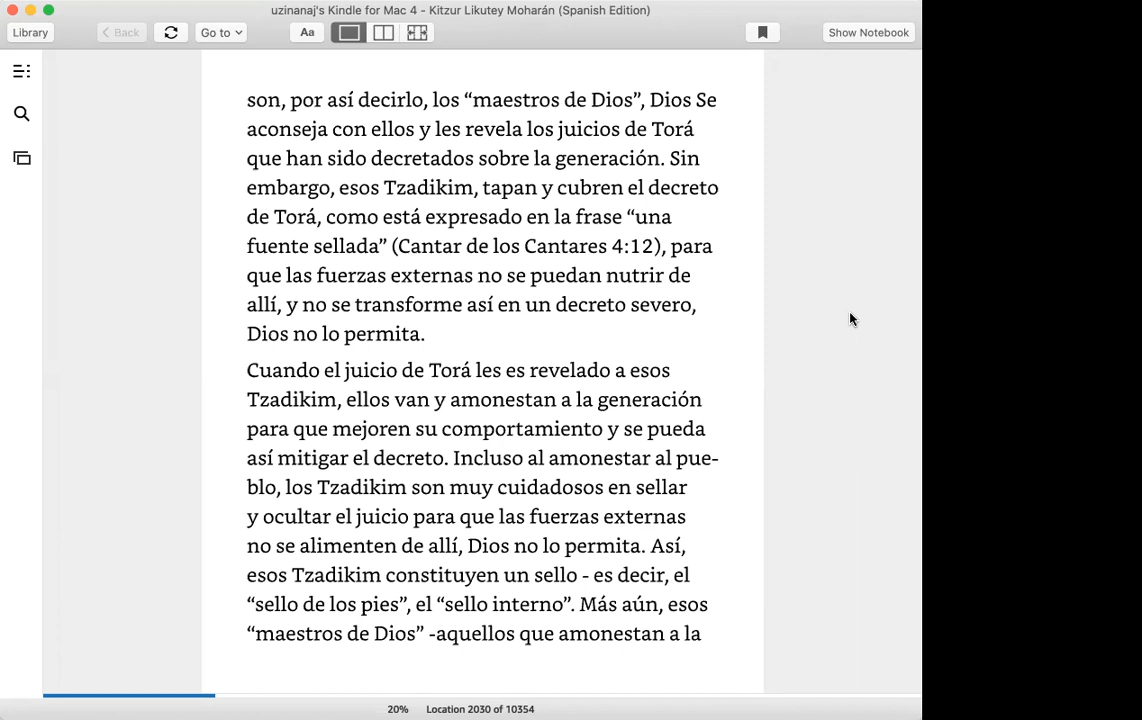 uzinanaj's Kindle for Mac 4 - Kitzur Likutey Moharán (Spanish Edition)
Library
Back
Go to
Aa
Show Notebook
son, por así decirlo, los “maestros de Dios”, Dios Se
aconseja con ellos y les revela los juicios de Torá
que han sido decretados sobre la generación. Sin
embargo, esos Tzadikim, tapan y cubren el decreto
de Torá, como está expresado en la frase “una
fuente sellada” (Cantar de los Cantares 4:12), para
que las fuerzas externas no se puedan nutrir de
allí, y no se transforme así en un decreto severo,
Dios no lo permita.
Cuando el juicio de Torá les es revelado a esos
Tzadikim, ellos van y amonestan a la generación
para que mejoren su comportamiento y se pueda
así mitigar el decreto. Incluso al amonestar al pue-
blo, los Tzadikim son muy cuidadosos en sellar
y ocultar el juicio para que las fuerzas externas
no se alimenten de allí, Dios no lo permita. Así,
esos Tzadikim constituyen un sello - es decir, el
“sello de los pies”, el “sello interno”. Más aún, esos
“maestros de Dios” -aquellos que amonestan a la
20% Location 2030 of 10354